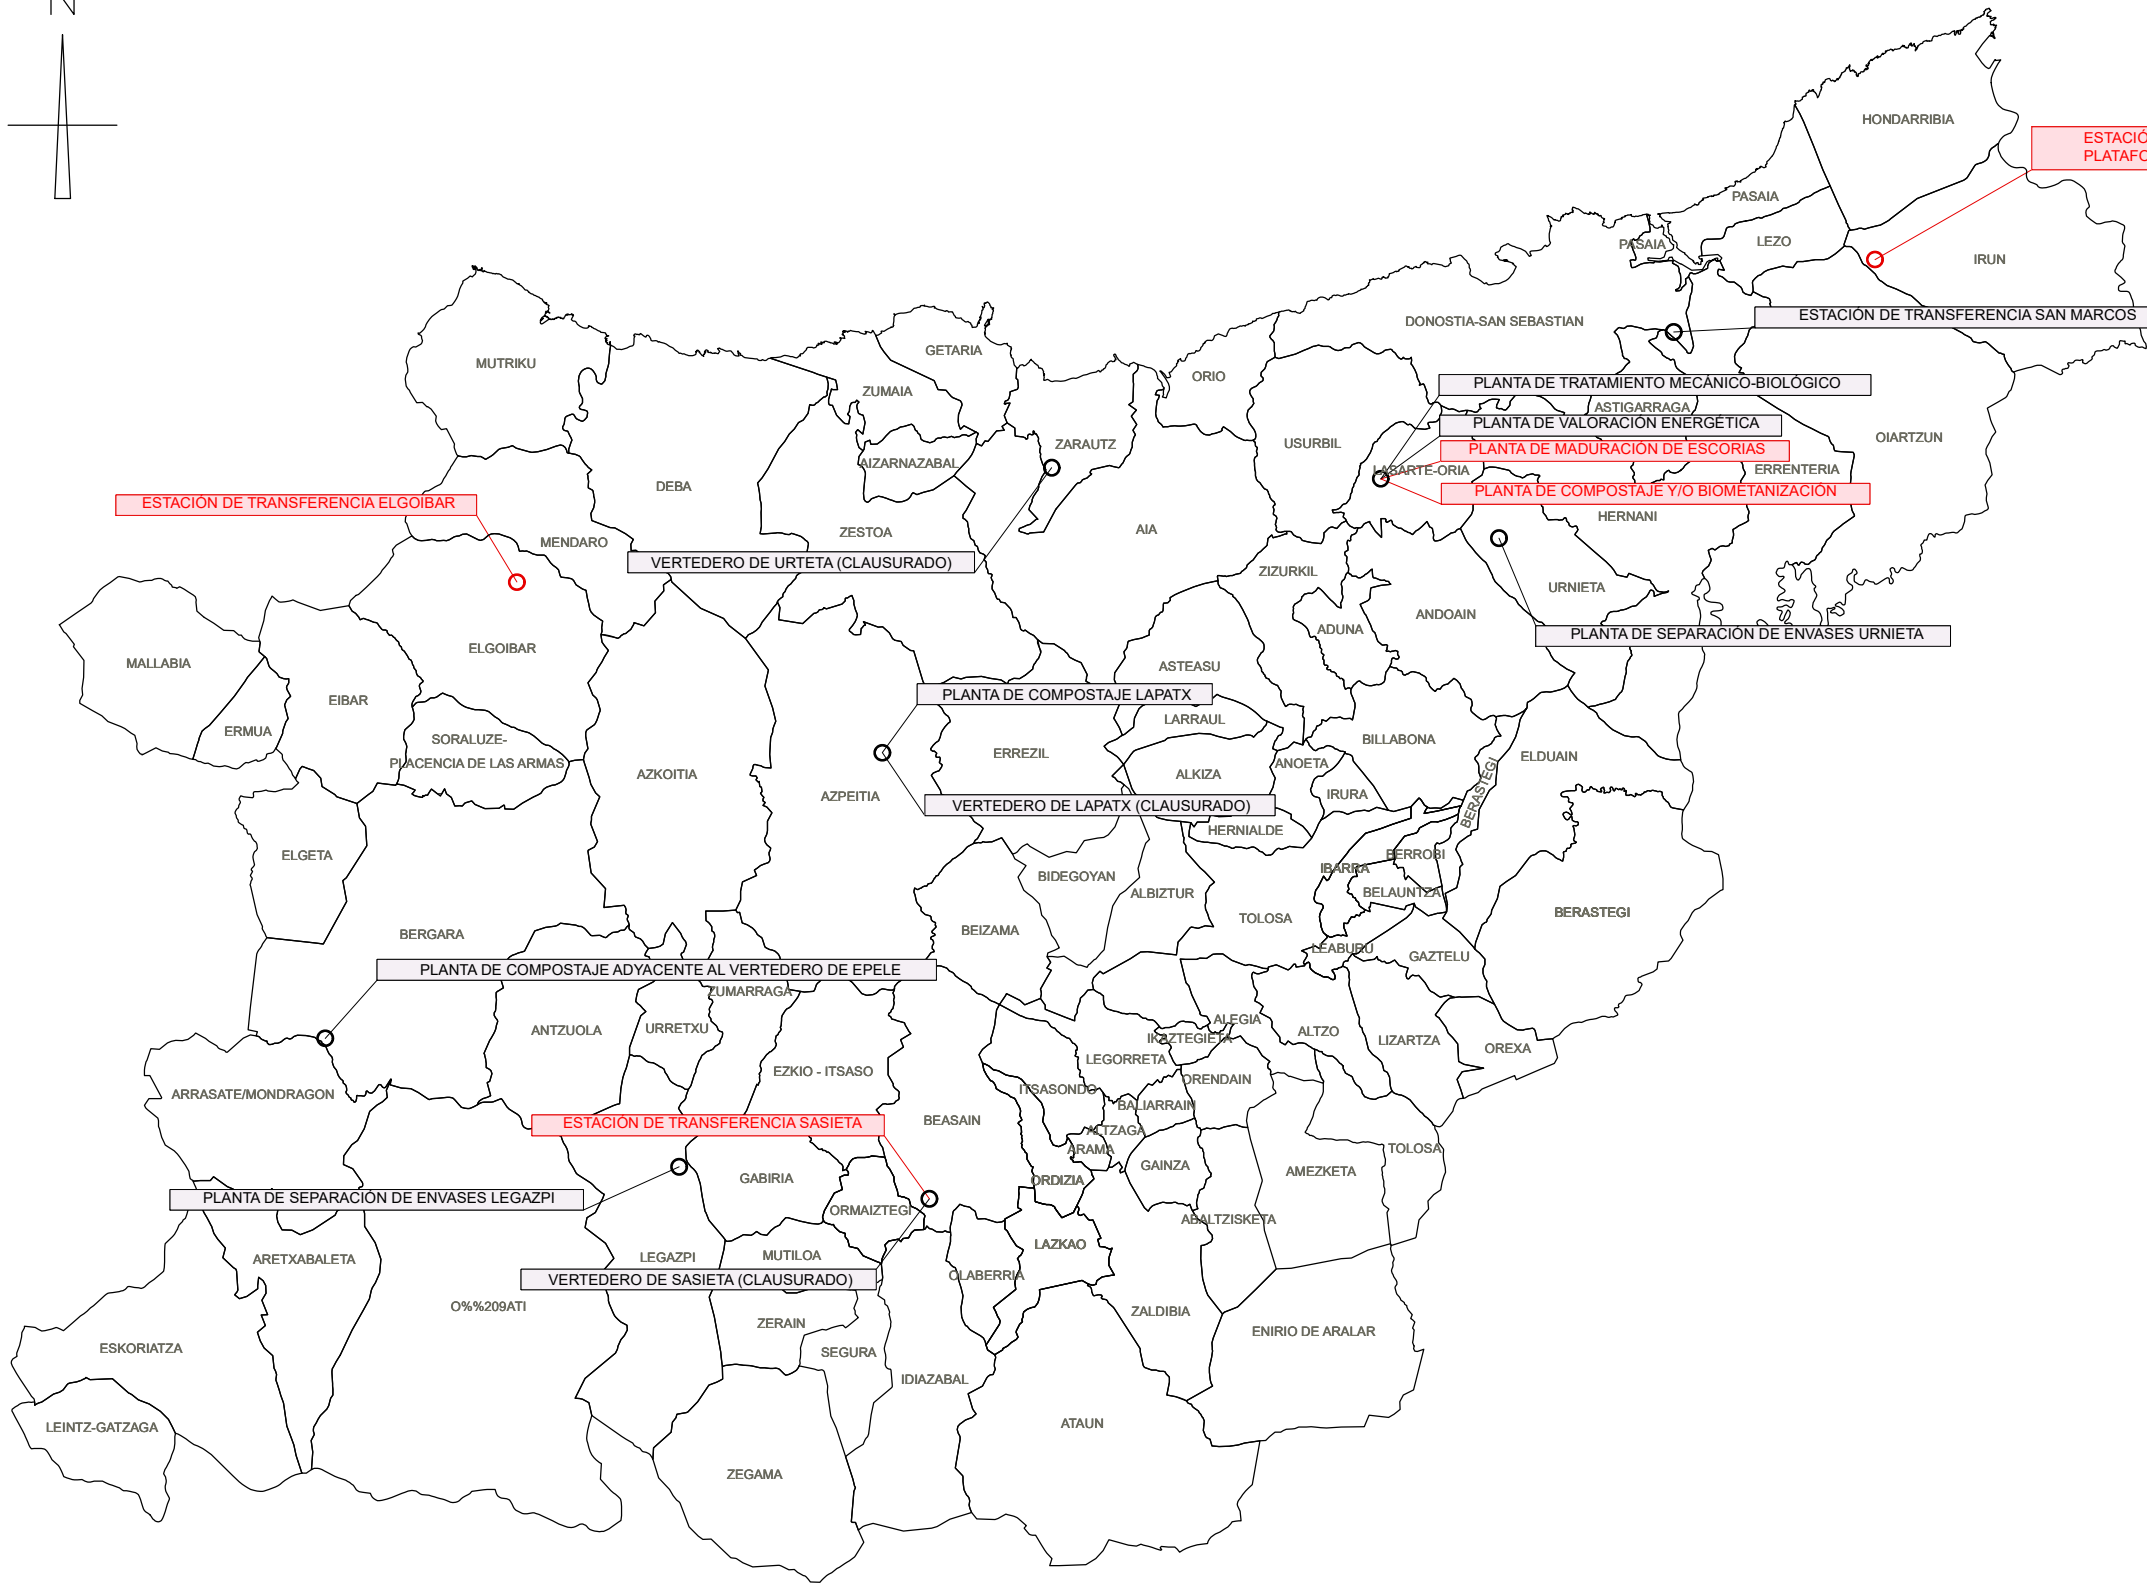 N
HONDARRIBIA
ESTACIÓ
PLATAFO
PASAIA
LEZO
PASAIA
IRUN
ESTACIÓN DE TRANSFERENCIA SAN MARCOS
DONOSTIA-SAN SEBASTIAN
GETARIA
MUTRIKU
ORIO
ZUMAIA
PLANTA DE TRATAMIENTO MECÁNICO-BIOLÓGICO
ASTIGARRAGA
PLANTA DE VALORACIÓN ENERGÉTICA
OIARTZUN
USURBIL
ZARAUTZ
PLANTA DE MADURACIÓN DE ESCORIAS
AIZARNAZABAL
LASARTE-ORIA
ERRENTERIA
DEBA
PLANTA DE COMPOSTAJE Y/O BIOMETANIZACIÓN
ESTACIÓN DE TRANSFERENCIA ELGOIBAR
HERNANI
AIA
ZESTOA
MENDARO
VERTEDERO DE URTETA (CLAUSURADO)
ZIZURKIL
URNIETA
ANDOAIN
ADUNA
PLANTA DE SEPARACIÓN DE ENVASES URNIETA
ELGOIBAR
MALLABIA
ASTEASU
PLANTA DE COMPOSTAJE LAPATX
EIBAR
LARRAUL
ERMUA
SORALUZE-
PLACENCIA DE LAS ARMAS
BILLABONA
ERREZIL
ELDUAIN
ANOETA
ALKIZA
AZKOITIA
BERASTEGI
IRURA
AZPEITIA
VERTEDERO DE LAPATX (CLAUSURADO)
HERNIALDE
ELGETA
BERROBI
IBARRA
BIDEGOYAN
BELAUNTZA
ALBIZTUR
BERASTEGI
TOLOSA
BEIZAMA
BERGARA
LEABURU
GAZTELU
PLANTA DE COMPOSTAJE ADYACENTE AL VERTEDERO DE EPELE
ZUMARRAGA
ALEGIA
ANTZUOLA
URRETXU
ALTZO
IKAZTEGIETA
LIZARTZA
OREXA
LEGORRETA
EZKIO - ITSASO
ORENDAIN
ITSASONDO
ARRASATE/MONDRAGON
BALIARRAIN
BEASAIN
ESTACIÓN DE TRANSFERENCIA SASIETA
ALTZAGA
ARAMA
TOLOSA
GAINZA
AMEZKETA
GABIRIA
ORDIZIA
PLANTA DE SEPARACIÓN DE ENVASES LEGAZPI
ORMAIZTEGI
ABALTZISKETA
LAZKAO
MUTILOA
LEGAZPI
ARETXABALETA
OLABERRIA
VERTEDERO DE SASIETA (CLAUSURADO)
O%%209ATI
ZALDIBIA
ZERAIN
ENIRIO DE ARALAR
ESKORIATZA
SEGURA
IDIAZABAL
ATAUN
LEINTZ-GATZAGA
ZEGAMA